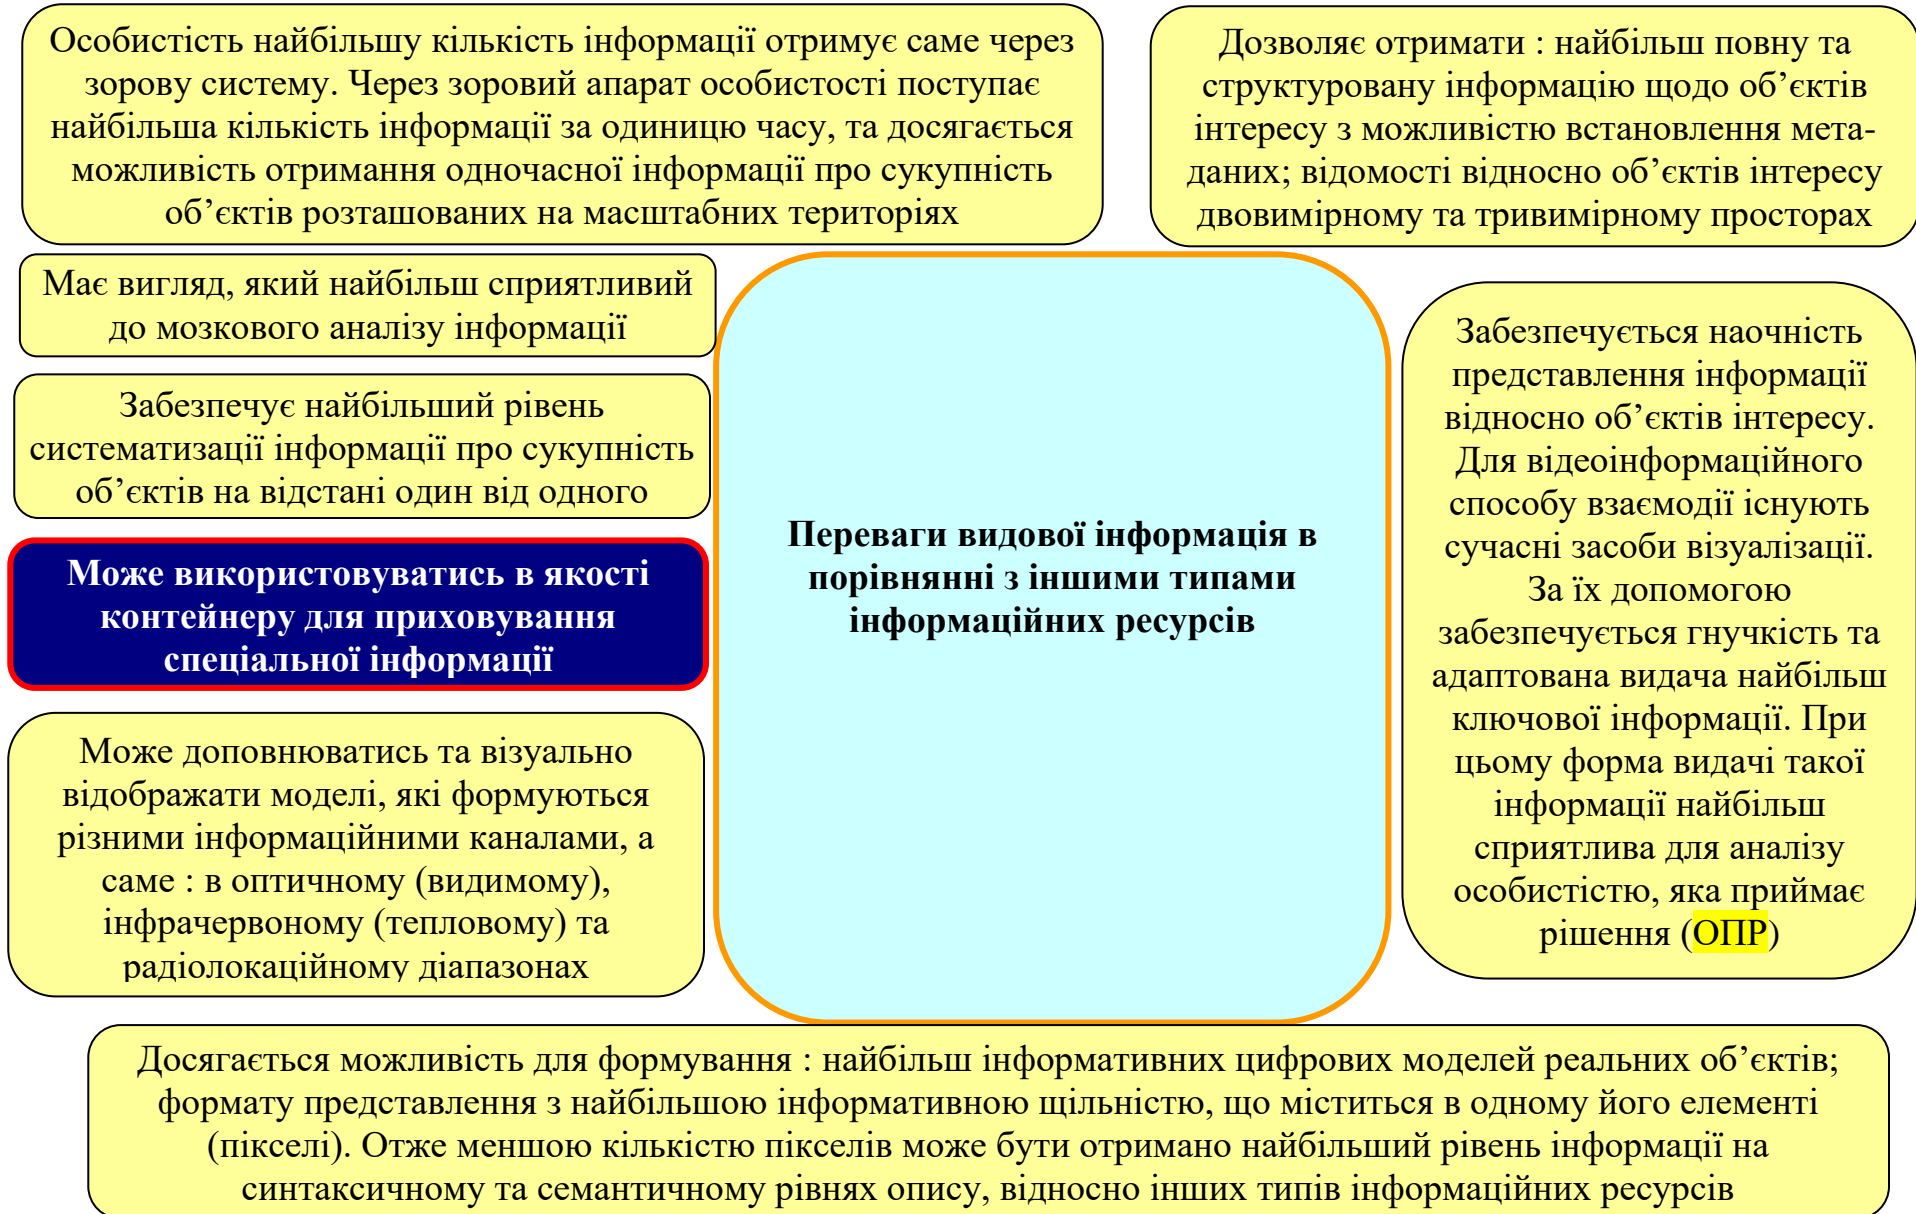 Особистість найбільшу кількість інформації отримує саме через
зорову систему. Через зоровий апарат особистості поступає
найбільша кількість інформації за одиницю часу, та досягається
можливість отримання одночасної інформації про сукупність
об’єктів розташованих на масштабних територіях
Дозволяє отримати : найбільш повну та
структуровану інформацію щодо об’єктів
інтересу з можливістю встановлення мета-
даних; відомості відносно об’єктів інтересу
двовимірному та тривимірному просторах
Має вигляд, який найбільш сприятливий
до мозкового аналізу інформації
Забезпечує найбільший рівень
систематизації інформації про сукупність
об’єктів на відстані один від одного
Може використовуватись в якості
контейнеру для приховування
спеціальної інформації
Може доповнюватись та візуально
відображати моделі, які формуються
різними інформаційними каналами, а
саме : в оптичному (видимому),
інфрачервоному (тепловому) та
радіолокаційному діапазонах
Переваги видової інформація в
порівнянні з іншими типами
інформаційних ресурсів
Забезпечується наочність
представлення інформації
відносно об’єктів інтересу.
Для відеоінформаційного
способу взаємодії існують
сучасні засоби візуалізації.
За їх допомогою
забезпечується гнучкість та
адаптована видача найбільш
ключової інформації. При
цьому форма видачі такої
інформації найбільш
сприятлива для аналізу
особистістю, яка приймає
рішення (ОПР)
Досягається можливість для формування : найбільш інформативних цифрових моделей реальних об’єктів;
формату представлення з найбільшою інформативною щільністю, що міститься в одному його елементі
(пікселі). Отже меншою кількістю пікселів може бути отримано найбільший рівень інформації на
синтаксичному та семантичному рівнях опису, відносно інших типів інформаційних ресурсів